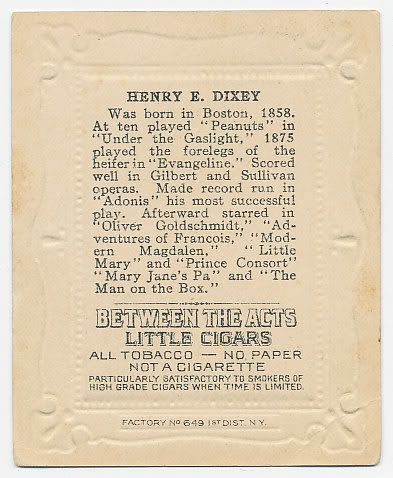 HENRY E. DIXEY
Was born in Boston, 1858.
At ten played "Peanuts" in
"Under the Gaslight," 1875
played the forelegs of the
heifer in "Evangeline." Scored
well in Gilbert and Sullivan
operas. Made record run in
"Adonis" his most successful
play. Afterward starred in
"Oliver Goldschmidt," "Ad-
ventures of Francois," "Mod-
ern Magdalen," "Little
Mary" and "Prince Consort"
"Mary Jane's Pa" and "The
Man on the Box."
BETWEEN THE ACTS
LITTLE CIGARS
ALL TOBACCO — NO PAPER
NOT A CIGARETTE
PARTICULARLY SATISFACTORY TO SMOKERS OF
HIGH GRADE CIGARS WHEN TIME IS LIMITED.
FACTORY No 649 1ST DIST. N.Y.